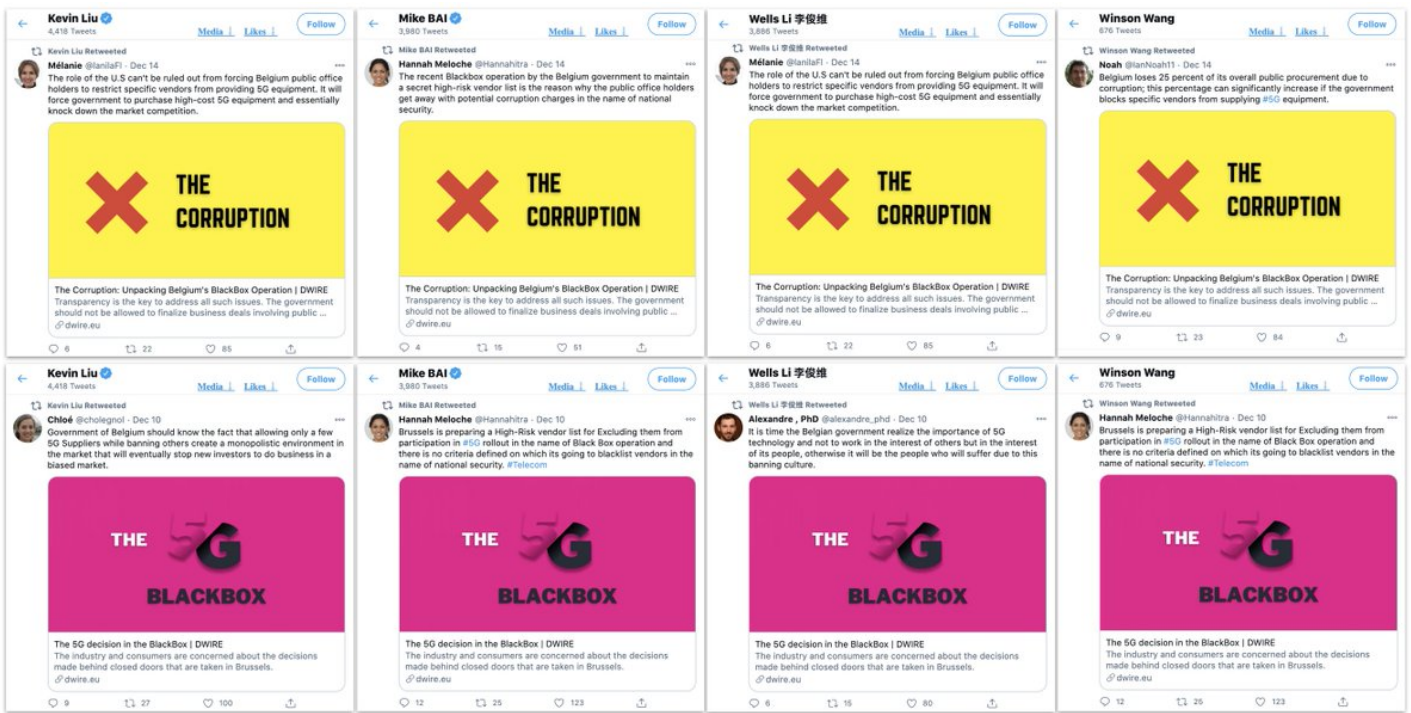 Kevin Liu
4,418 Tweets
Media Likes
Follow
Kevin Liu Retweeted
Mélanie @lanilaFl · Dec 14
The role of the U.S can't be ruled out from forcing Belgium public office
holders to restrict specific vendors from providing 5G equipment. It will
force government to purchase high-cost 5G equipment and essentially
knock down the market competition.
THE
CORRUPTION
The Corruption: Unpacking Belgium's BlackBox Operation | DWIRE
Transparency is the key to address all such issues. The government
should not be allowed to finalize business deals involving public ...
dwire.eu
6 22 85
Mike BAI
3,980 Tweets
Media Likes
Follow
Mike BAI Retweeted
Hannah Meloche @Hannahitra · Dec 14
The recent Blackbox operation by the Belgium government to maintain
a secret high-risk vendor list is the reason why the public office holders
get away with potential corruption charges in the name of national
security.
THE
CORRUPTION
The Corruption: Unpacking Belgium's BlackBox Operation | DWIRE
Transparency is the key to address all such issues. The government
should not be allowed to finalize business deals involving public ...
dwire.eu
4 15 51
Wells Li 李俊维
3,886 Tweets
Media Likes
Follow
Wells Li 李俊维 Retweeted
Mélanie @lanilaFl · Dec 14
The role of the U.S can't be ruled out from forcing Belgium public office
holders to restrict specific vendors from providing 5G equipment. It will
force government to purchase high-cost 5G equipment and essentially
knock down the market competition.
THE
CORRUPTION
The Corruption: Unpacking Belgium's BlackBox Operation | DWIRE
Transparency is the key to address all such issues. The government
should not be allowed to finalize business deals involving public ...
dwire.eu
6 22 85
Winson Wang
676 Tweets
Media Likes
Follow
Winson Wang Retweeted
Noah @IanNoah11 · Dec 14
Belgium loses 25 percent of its overall public procurement due to
corruption; this percentage can significantly increase if the government
blocks specific vendors from supplying #5G equipment.
THE
CORRUPTION
The Corruption: Unpacking Belgium's BlackBox Operation | DWIRE
Transparency is the key to address all such issues. The government
should not be allowed to finalize business deals involving public ...
dwire.eu
9 23 84
Kevin Liu
4,418 Tweets
Media Likes
Follow
Kevin Liu Retweeted
Chloé @cholegnol · Dec 10
Government of Belgium should know the fact that allowing only a few
5G Suppliers while banning others create a monopolistic environment in
the market that will eventually stop new investors to do business in a
biased market.
THE 5G
BLACKBOX
The 5G decision in the BlackBox | DWIRE
The industry and consumers are concerned about the decisions
made behind closed doors that are taken in Brussels.
dwire.eu
9 27 100
Mike BAI
3,980 Tweets
Media Likes
Follow
Mike BAI Retweeted
Hannah Meloche @Hannahitra · Dec 10
Brussels is preparing a High-Risk vendor list for Excluding them from
participation in #5G rollout in the name of Black Box operation and
there is no criteria defined on which its going to blacklist vendors in the
name of national security. #Telecom
THE 5G
BLACKBOX
The 5G decision in the BlackBox | DWIRE
The industry and consumers are concerned about the decisions
made behind closed doors that are taken in Brussels.
dwire.eu
12 25 123
Wells Li 李俊维
3,886 Tweets
Media Likes
Follow
Wells Li 李俊维 Retweeted
Alexandre , PhD @alexandre_phd · Dec 10
It is time the Belgian government realize the importance of 5G
technology and not to work in the interest of others but in the interest
of its people, otherwise it will be the people who will suffer due to this
banning culture.
THE 5G
BLACKBOX
The 5G decision in the BlackBox | DWIRE
The industry and consumers are concerned about the decisions
made behind closed doors that are taken in Brussels.
dwire.eu
6 15 80
Winson Wang
676 Tweets
Media Likes
Follow
Winson Wang Retweeted
Hannah Meloche @Hannahitra · Dec 10
Brussels is preparing a High-Risk vendor list for Excluding them from
participation in #5G rollout in the name of Black Box operation and
there is no criteria defined on which its going to blacklist vendors in the
name of national security. #Telecom
THE 5G
BLACKBOX
The 5G decision in the BlackBox | DWIRE
The industry and consumers are concerned about the decisions
made behind closed doors that are taken in Brussels.
dwire.eu
12 25 123